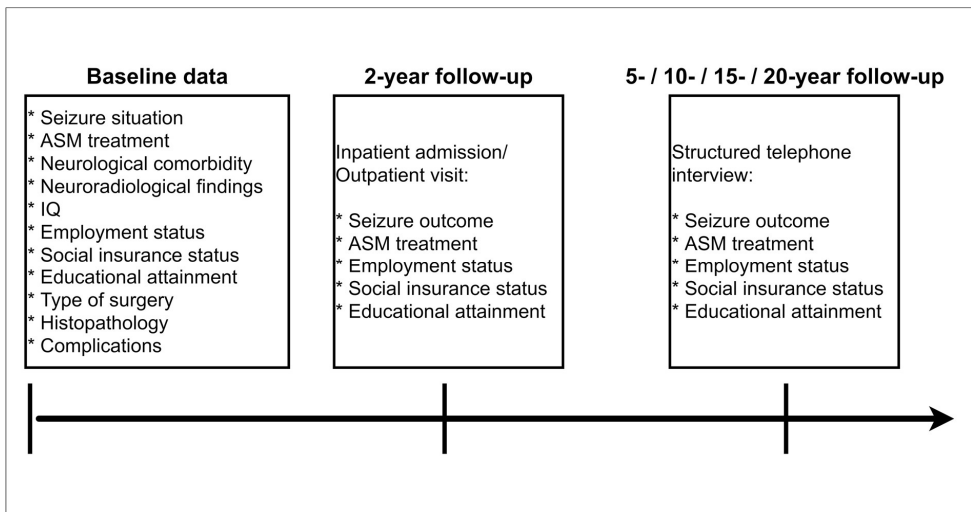 Baseline data
* Seizure situation
* ASM treatment
* Neurological comorbidity
* Neuroradiological findings
* IQ
* Employment status
* Social insurance status
* Educational attainment
* Type of surgery
* Histopathology
* Complications
2-year follow-up
Inpatient admission/
Outpatient visit:
* Seizure outcome
* ASM treatment
* Employment status
* Social insurance status
* Educational attainment
5- / 10- / 15- / 20-year follow-up
Structured telephone
interview:
* Seizure outcome
* ASM treatment
* Employment status
* Social insurance status
* Educational attainment